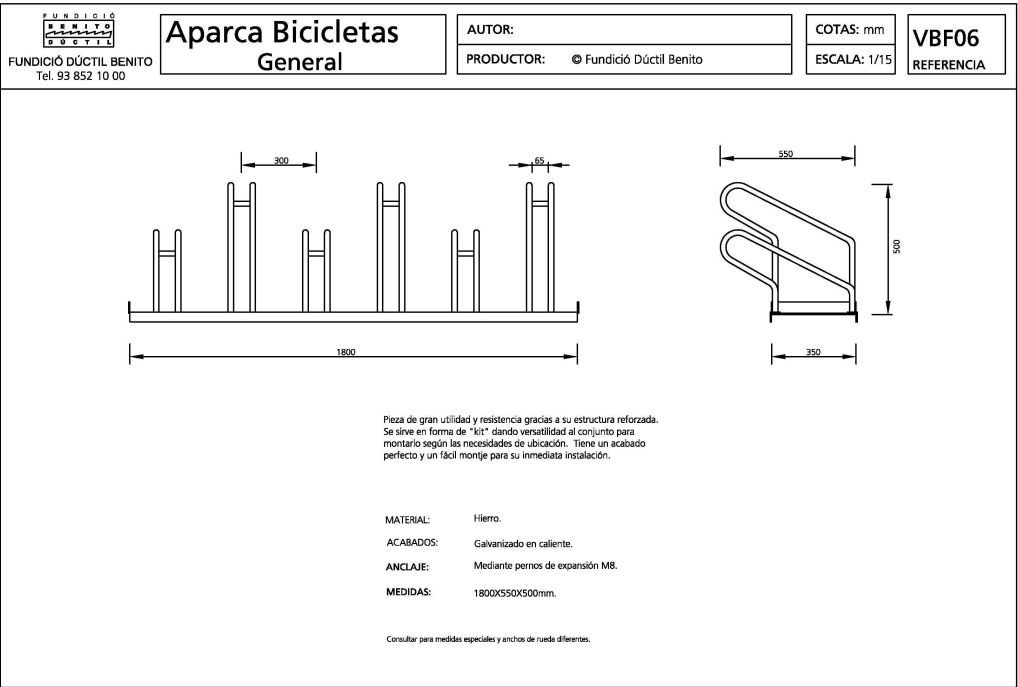 FUNDICIÓ
BENITO
DÚCTIL
FUNDICIÓ DÚCTIL BENITO
Tel. 93 852 10 00
Aparca Bicicletas
General
AUTOR:
PRODUCTOR: © Fundició Dúctil Benito
COTAS: mm
ESCALA: 1/15
VBF06
REFERENCIA
300
65
550
500
1800
350
Pieza de gran utilidad y resistencia gracias a su estructura reforzada.
Se sirve en forma de "kit" dando versatilidad al conjunto para
montarlo según las necesidades de ubicación. Tiene un acabado
perfecto y un fácil montje para su inmediata instalación.
MATERIAL: Hierro.
ACABADOS: Galvanizado en caliente.
ANCLAJE: Mediante pernos de expansión M8.
MEDIDAS: 1800X550X500mm.
Consultar para medidas especiales y anchos de rueda diferentes.